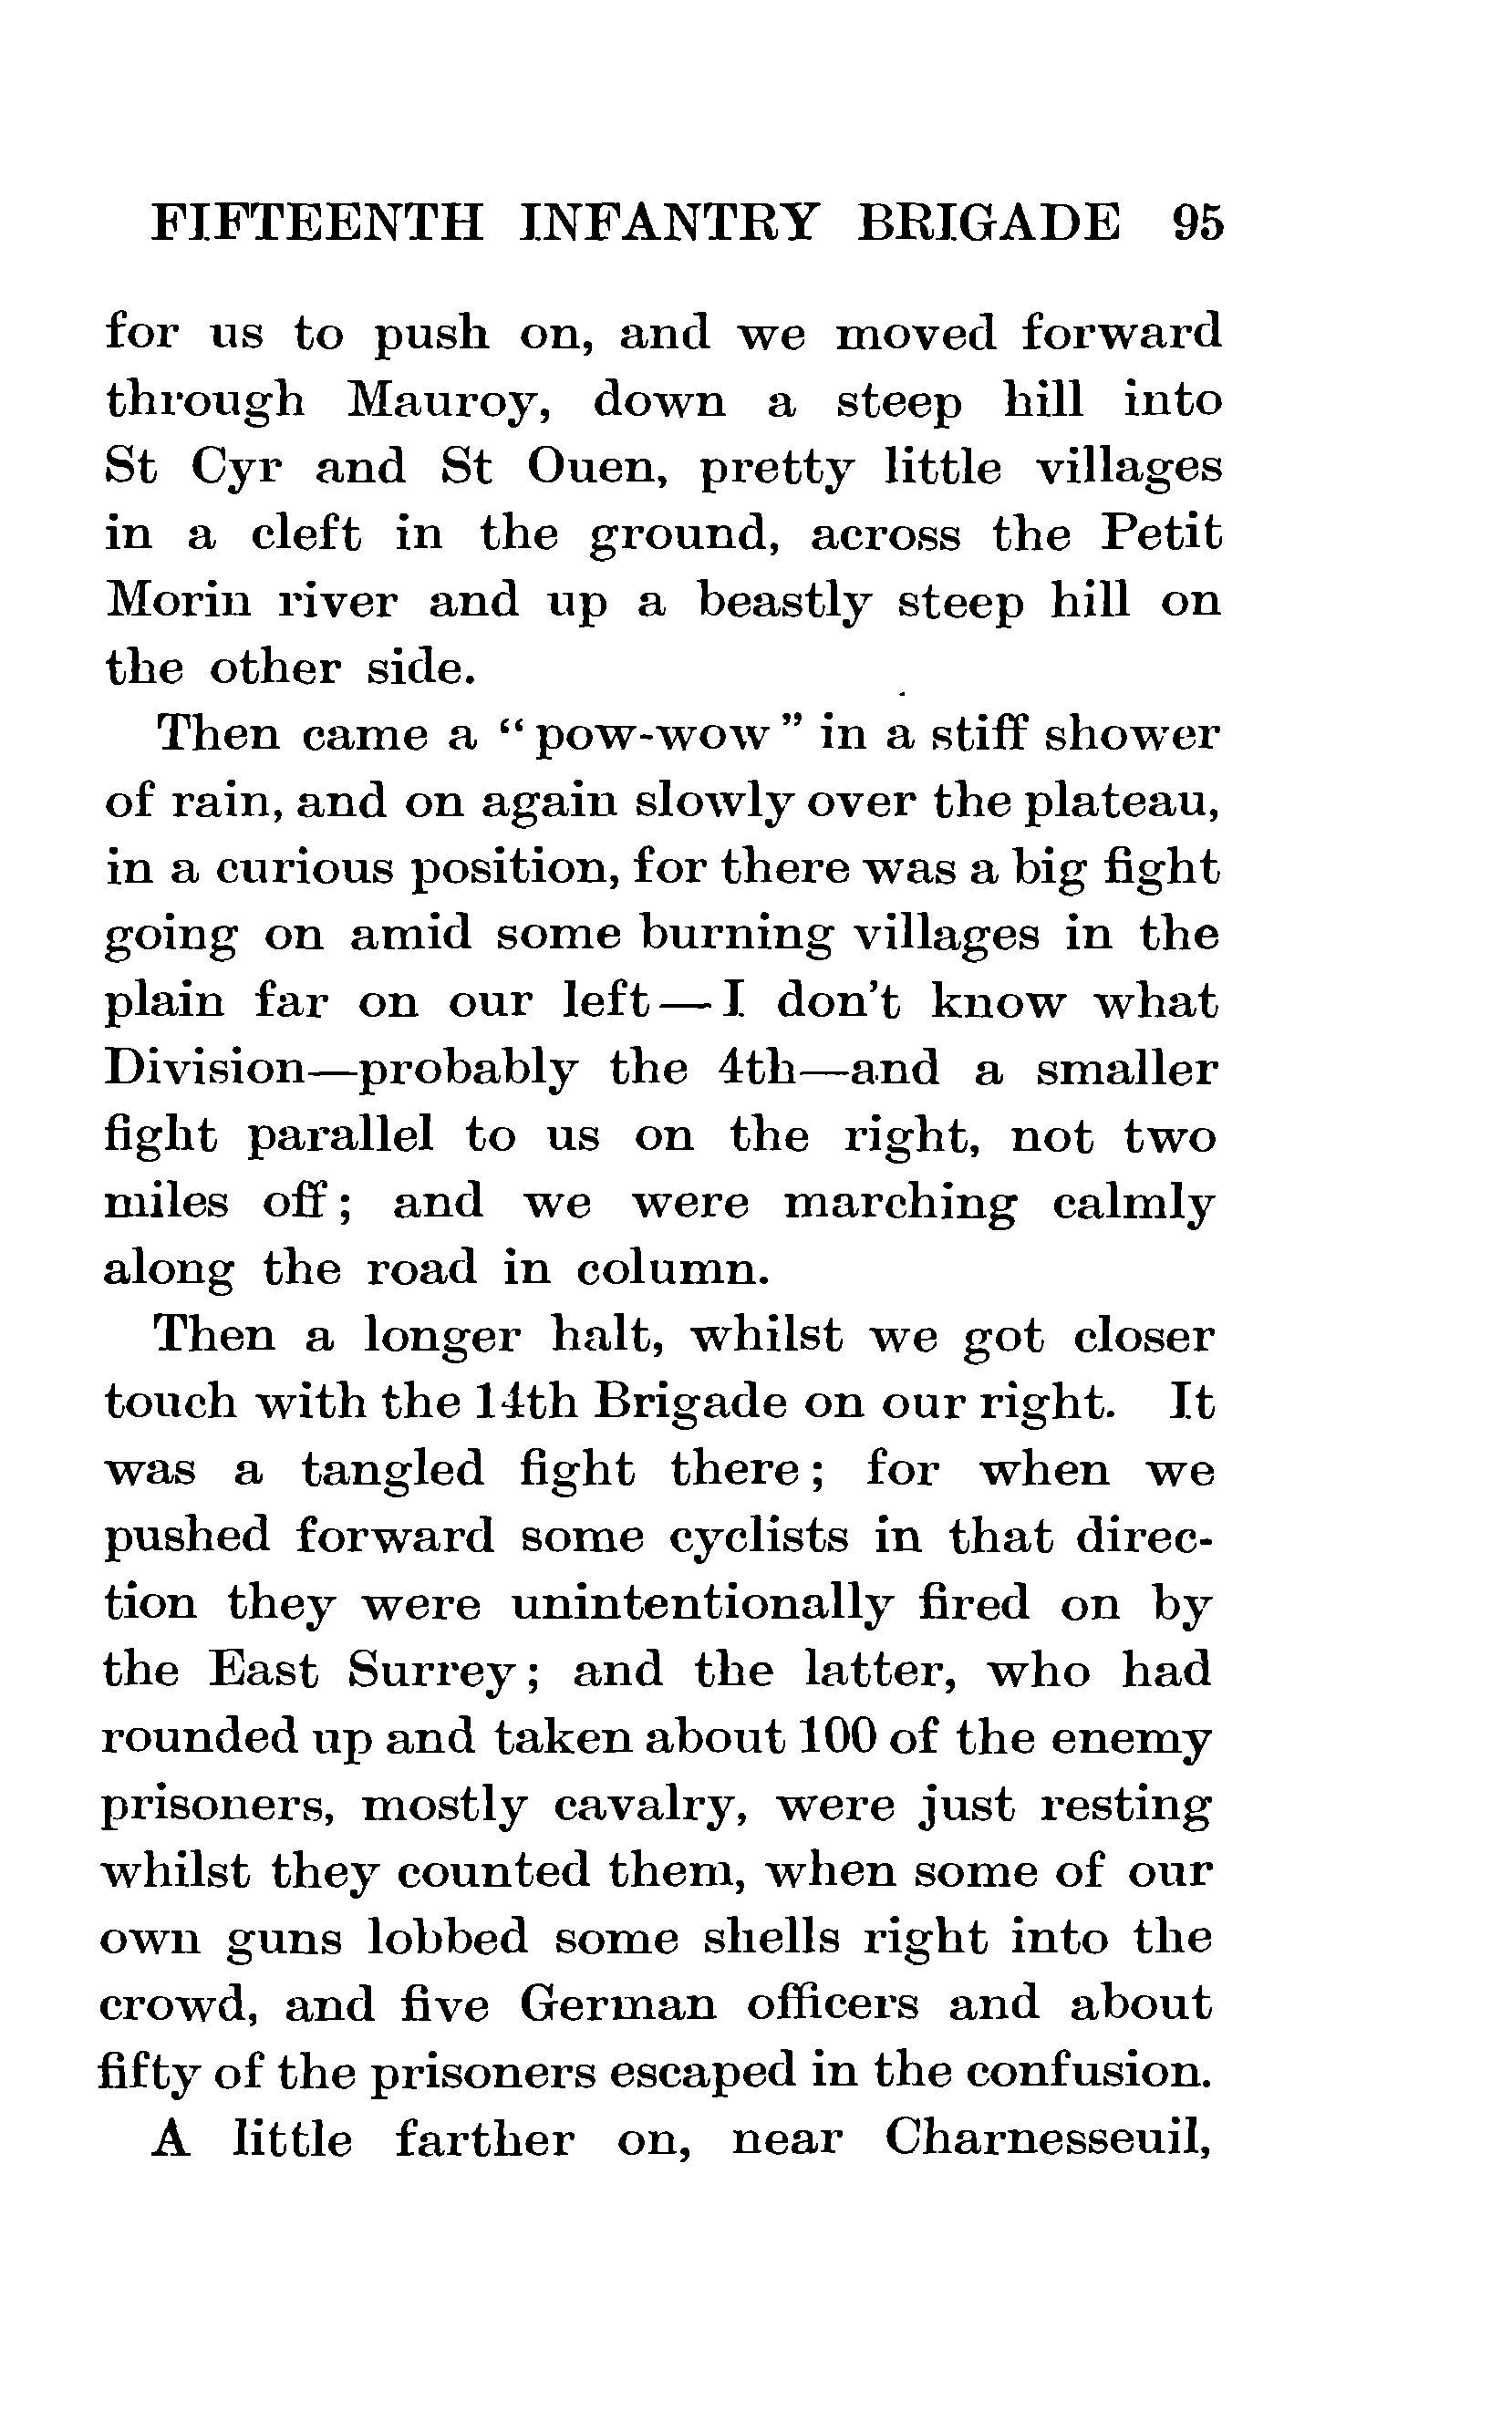 FIFTEENTH INFANTRY BRIGADE 95
for us to push on, and we moved forward
through Mauroy, down a steep hill into
St Cyr and St Ouen, pretty little villages
in a cleft in the ground, across the Petit
Morin river and up a beastly steep hill on
the other side.
Then came a “pow-wow” in a stiff shower
of rain, and on again slowly over the plateau,
in a curious position, for there was a big fight
going on amid some burning villages in the
plain far on our left—I don't know what
Division—probably the 4th—and a smaller
fight parallel to us on the right, not two
miles off; and we were marching calmly
along the road in column.
Then a longer halt, whilst we got closer
touch with the 14th Brigade on our right. It
was a tangled fight there; for when we
pushed forward some cyclists in that direc-
tion they were unintentionally fired on by
the East Surrey; and the latter, who had
rounded up and taken about 100 of the enemy
prisoners, mostly cavalry, were just resting
whilst they counted them, when some of our
own guns lobbed some shells right into the
crowd, and five German officers and about
fifty of the prisoners escaped in the confusion.
A little farther on, near Charnesseuil,